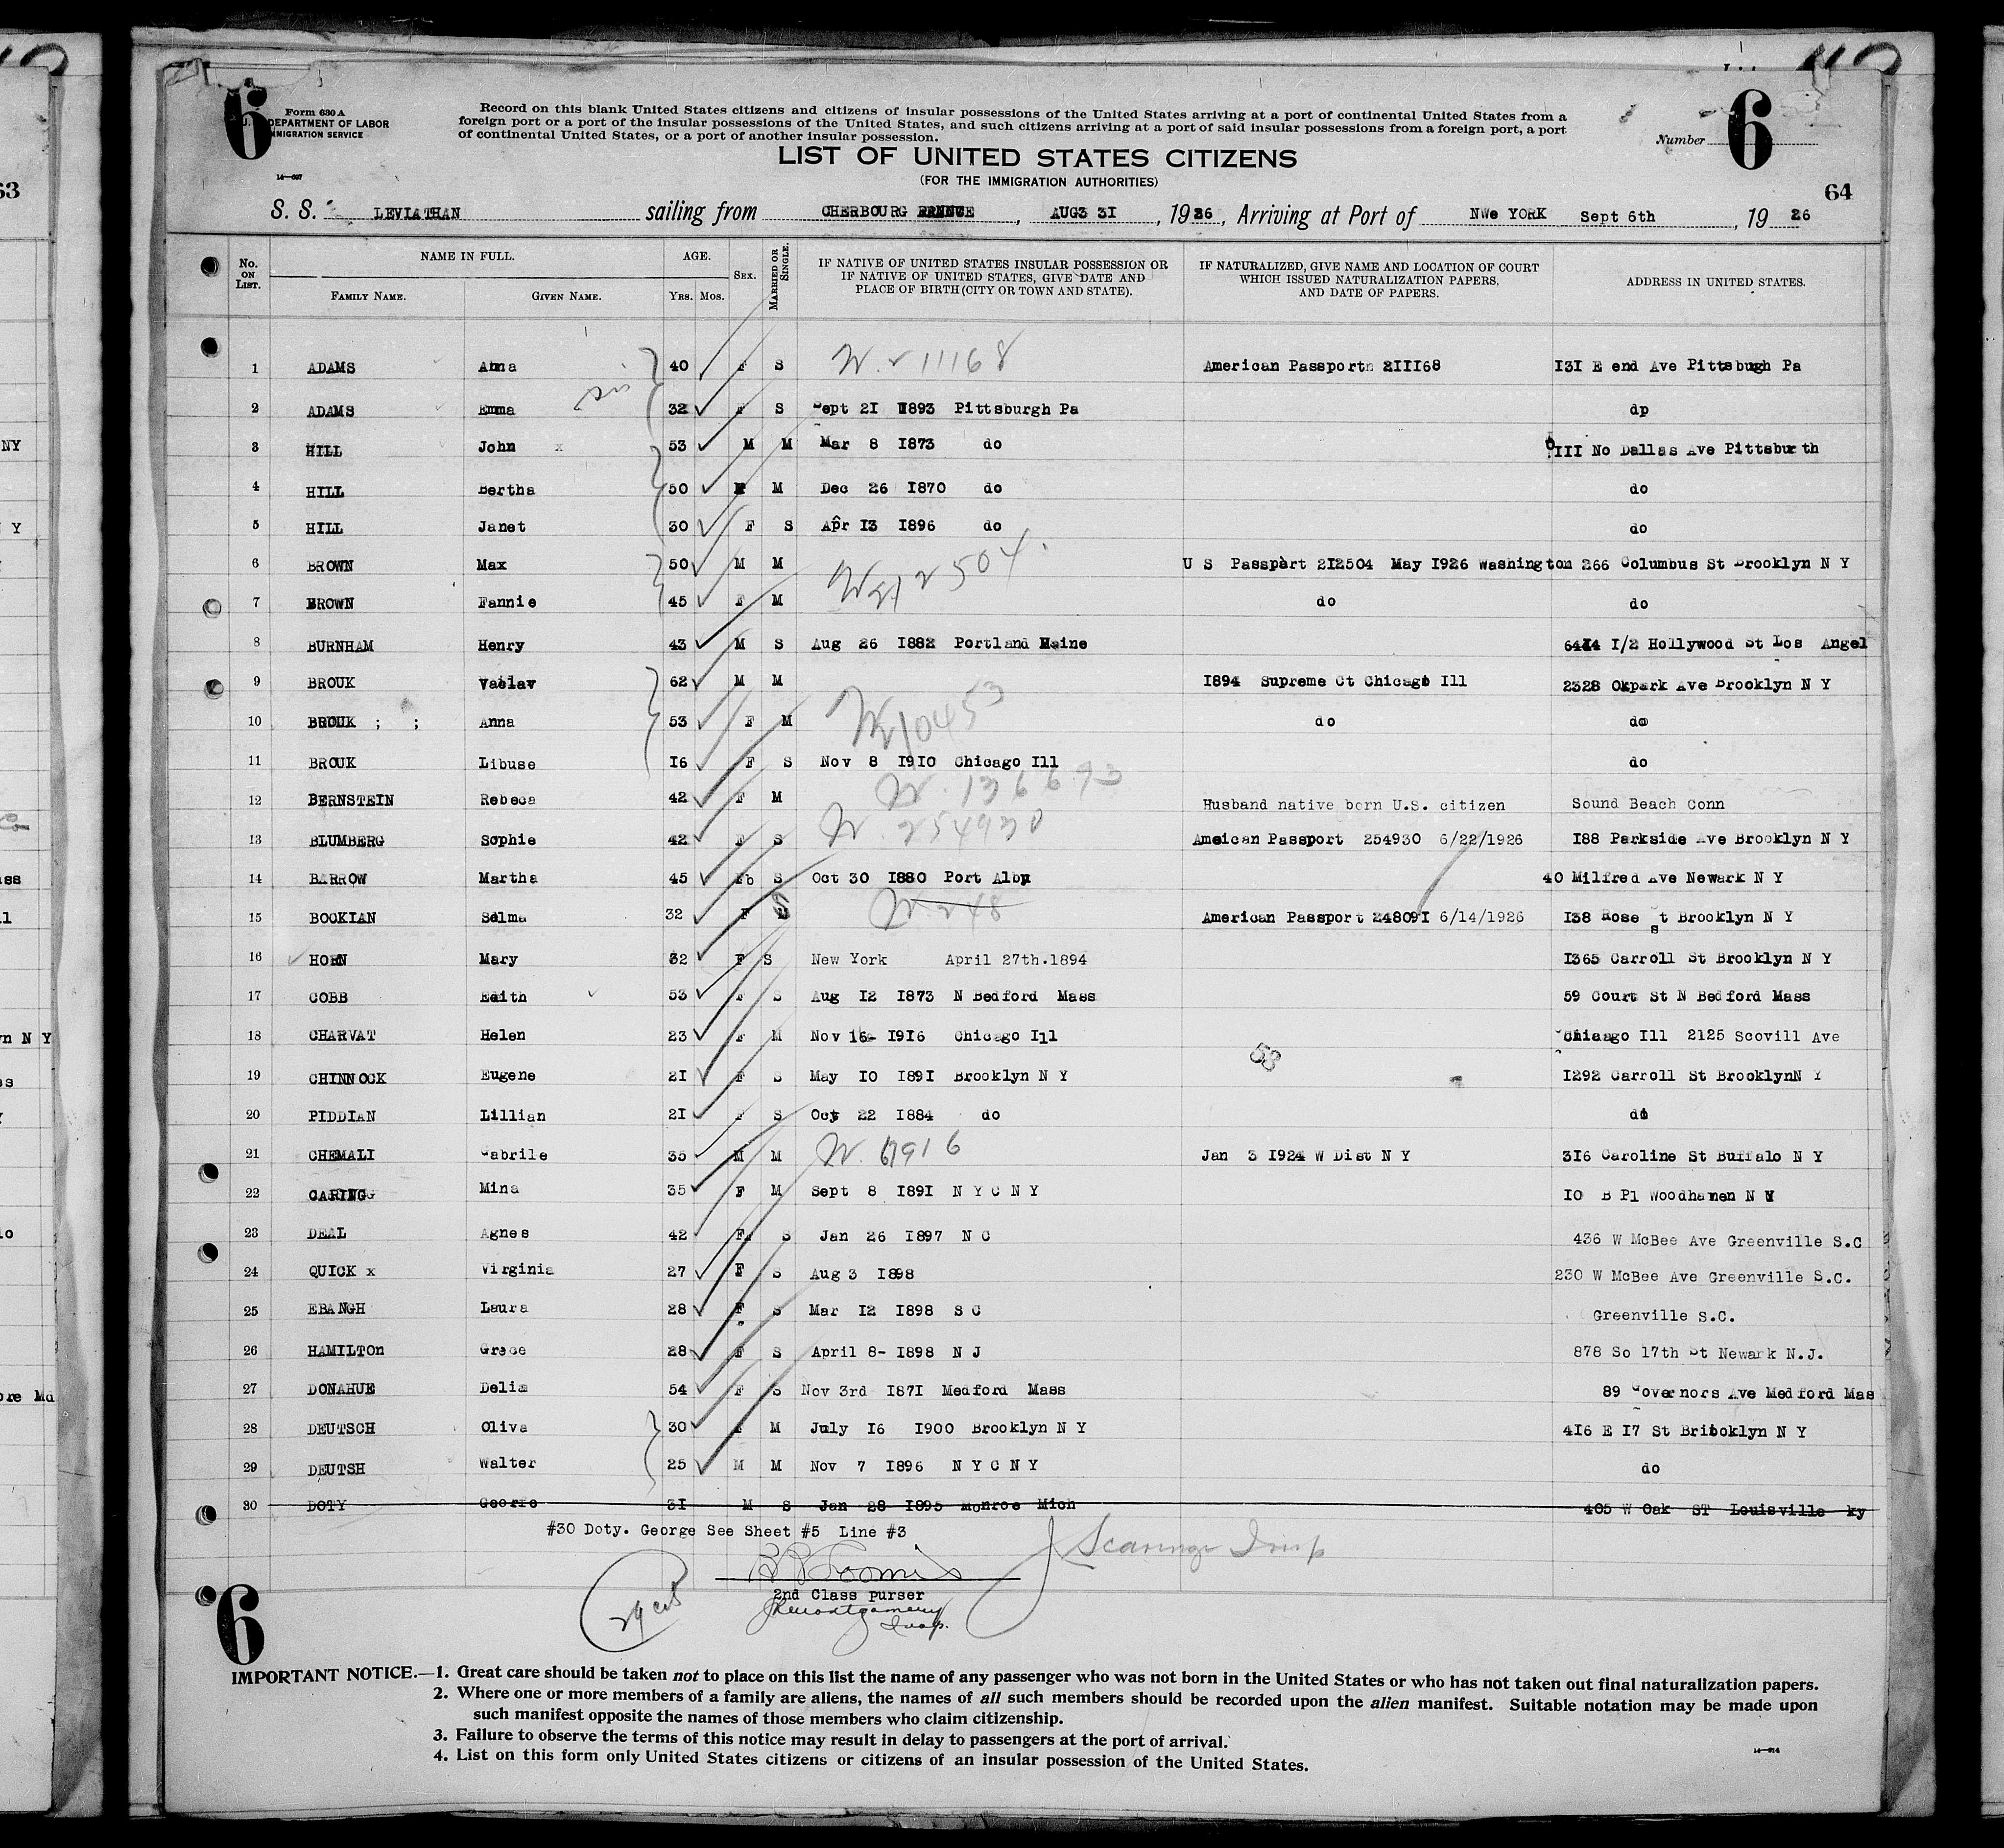 6
Form 630 A
U. S. DEPARTMENT OF LABOR
IMMIGRATION SERVICE
14—607
Record on this blank United States citizens and citizens of insular possessions of the United States arriving at a port of continental United States from a
foreign port or a port of the insular possessions of the United States, and such citizens arriving at a port of said insular possessions from a foreign port, a port
of continental United States, or a port of another insular possession.
Number 6
LIST OF UNITED STATES CITIZENS
(FOR THE IMMIGRATION AUTHORITIES)
63
64
S. S. LEVIATHAN sailing from CHERBOURG FRANCE, AUG3 3I, 1926, Arriving at Port of NWe YORK Sept 6th, 19 26
No. ON LIST. NAME IN FULL. AGE. SEX. MARRIED OR SINGLE. IF NATIVE OF UNITED STATES INSULAR POSSESSION OR IF NATIVE OF UNITED STATES, GIVE DATE AND PLACE OF BIRTH (CITY OR TOWN AND STATE). IF NATURALIZED, GIVE NAME AND LOCATION OF COURT WHICH ISSUED NATURALIZATION PAPERS, AND DATE OF PAPERS. ADDRESS IN UNITED STATES.
FAMILY NAME. GIVEN NAME. YRS. MOS.
1 ADAMS Anna 40 F S American Passportn 2III68 I3I E end Ave Pittsburgh Pa
2 ADAMS Emma 32 F S Sept 2I I893 Pittsburgh Pa dp
3 HILL John x 53 M M Mar 8 I873 do 6III No Dallas Ave Pittsburth
4 HILL Bertha 50 F M Dec 26 I870 do do
5 HILL Janet 30 F S Apr I3 I896 do do
6 BROWN Max 50 M M U S Passport 2I2504 May I926 Washington 266 Columbus St Brooklyn N Y
7 BROWN Fannie 45 F M do do
8 BURNHAM Henry 43 M S Aug 26 I882 Portland Maine 64I4 I/2 Hollywood St Los Angel
9 BROUK Vaclav 62 M M I894 Supreme Ct Chicago Ill 2328 Okpark Ave Brooklyn N Y
10 BROUK ; ; Anna 53 F M do do
11 BROUK Libuse I6 F S Nov 8 I9I0 Chicago Ill do
12 BERNSTEIN Rebeca 42 F M Husband native born U.S. citizen Sound Beach Conn
13 BLUMBERG Sophie 42 F S Ameican Passport 254930 6/22/1926 I88 Parkside Ave Brooklyn N Y
14 BARROW Martha 45 Fb S Oct 30 I880 Port Alby 40 Milfred Ave Newark N Y
15 BOOKIAN Selma 32 F S American Passport 24809I 6/14/1926 I38 Rose st Brooklyn N Y
16 HORN Mary 32 F S New York April 27th.1894 I365 Carroll St Brooklyn N Y
17 COBB Edith 53 F S Aug I2 I873 N Bedford Mass 59 Court St N Bedford Mass
18 CHARVAT Helen 23 F M Nov I6- I9I6 Chicago Ill Chicago Ill 2125 Scovill Ave
58
19 CHINNOCK Eugene 2I F S May I0 I89I Brooklyn N Y I292 Carroll St BrooklynN Y
20 PIDDIAN Lillian 2I F S Oct 22 I884 do do
21 CHEMALI Gabrile 35 M M Jan 3 I924 W Dist N Y 3I6 Caroline St Buffalo N Y
22 CARING Mina 35 F M Sept 8 I89I N Y C N Y I0 B Pl Woodhamen N Y
23 DEAL Agnes 42 F S Jan 26 I897 N C 436 W McBee Ave Greenville S.C
24 QUICK x Virginia 27 F S Aug 3 I898 230 W McBee Ave Greenville S.C.
25 EBANGH Laura 28 F S Mar I2 I898 S C Greenville S.C.
26 HAMILTOn Grace 28 F S April 8- I898 N J 878 So 17th St Newark N.J.
27 DONAHUE Delia 54 F S Nov 3rd I87I Medford Mass 89 Governors Ave Medford Mas
28 DEUTSCH Oliva 30 F M July I6 I900 Brooklyn N Y 4I6 E I7 St Brooklyn N Y
29 DEUTSH Walter 25 M M Nov 7 I896 N Y C N Y do
30 DOTY George 3I M S Jan 28 I895 Monroe Mich 405 W Oak ST Louisville ky
#30 Doty. George See Sheet #5 Line #3
2nd Class purser
6
IMPORTANT NOTICE.—1. Great care should be taken not to place on this list the name of any passenger who was not born in the United States or who has not taken out final naturalization papers.
2. Where one or more members of a family are aliens, the names of all such members should be recorded upon the alien manifest. Suitable notation may be made upon
such manifest opposite the names of those members who claim citizenship.
3. Failure to observe the terms of this notice may result in delay to passengers at the port of arrival.
4. List on this form only United States citizens or citizens of an insular possession of the United States.